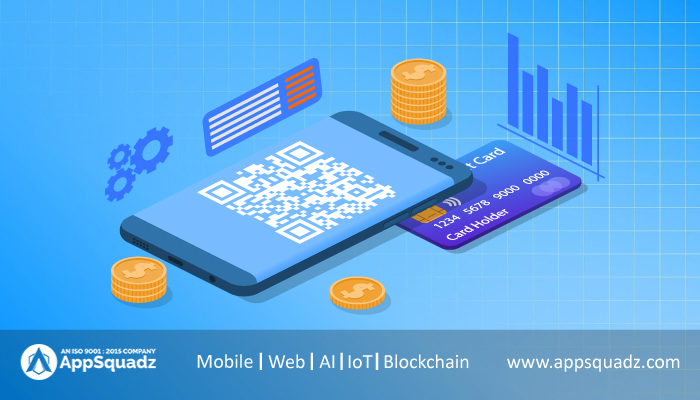 t Card
1234 5678 9000 0000
Card Holder
AN ISO 9001 : 2015 COMPANY
AppSquadz
Mobile | Web | AI | IoT | Blockchain
www.appsquadz.com